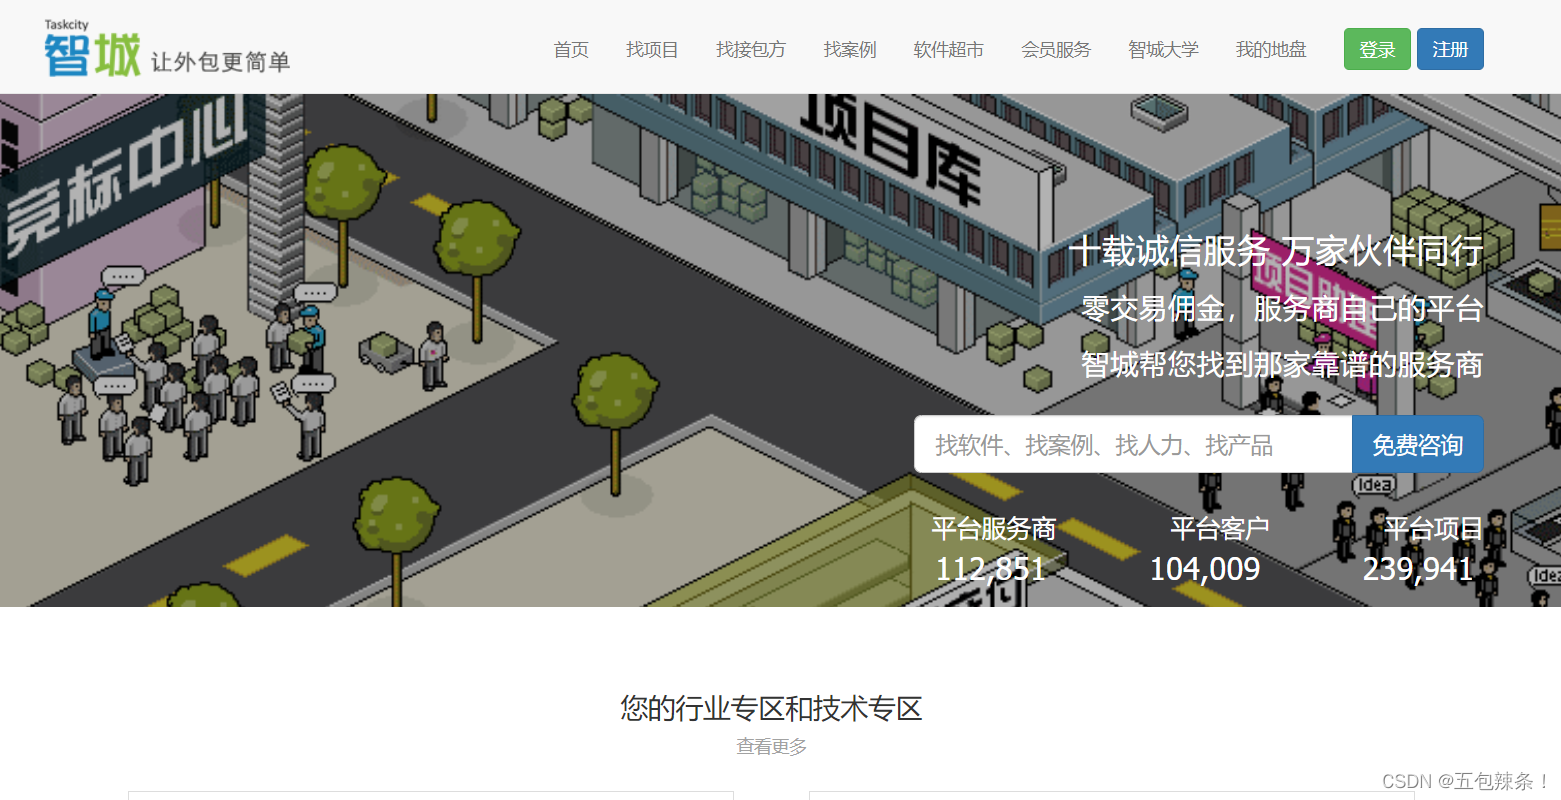 Taskcity
智城 让外包更简单
首页 找项目 找接包方 找案例 软件超市 会员服务 智城大学 我的地盘 登录 注册
竞标中心
项目库
十载诚信服务 万家伙伴同行
零交易佣金，服务商自己的平台
智城帮您找到那家靠谱的服务商
找软件、找案例、找人力、找产品 免费咨询
Idea
平台服务商 平台客户 平台项目
112,851 104,009 239,941
Idea
您的行业专区和技术专区
查看更多
CSDN @五包辣条！